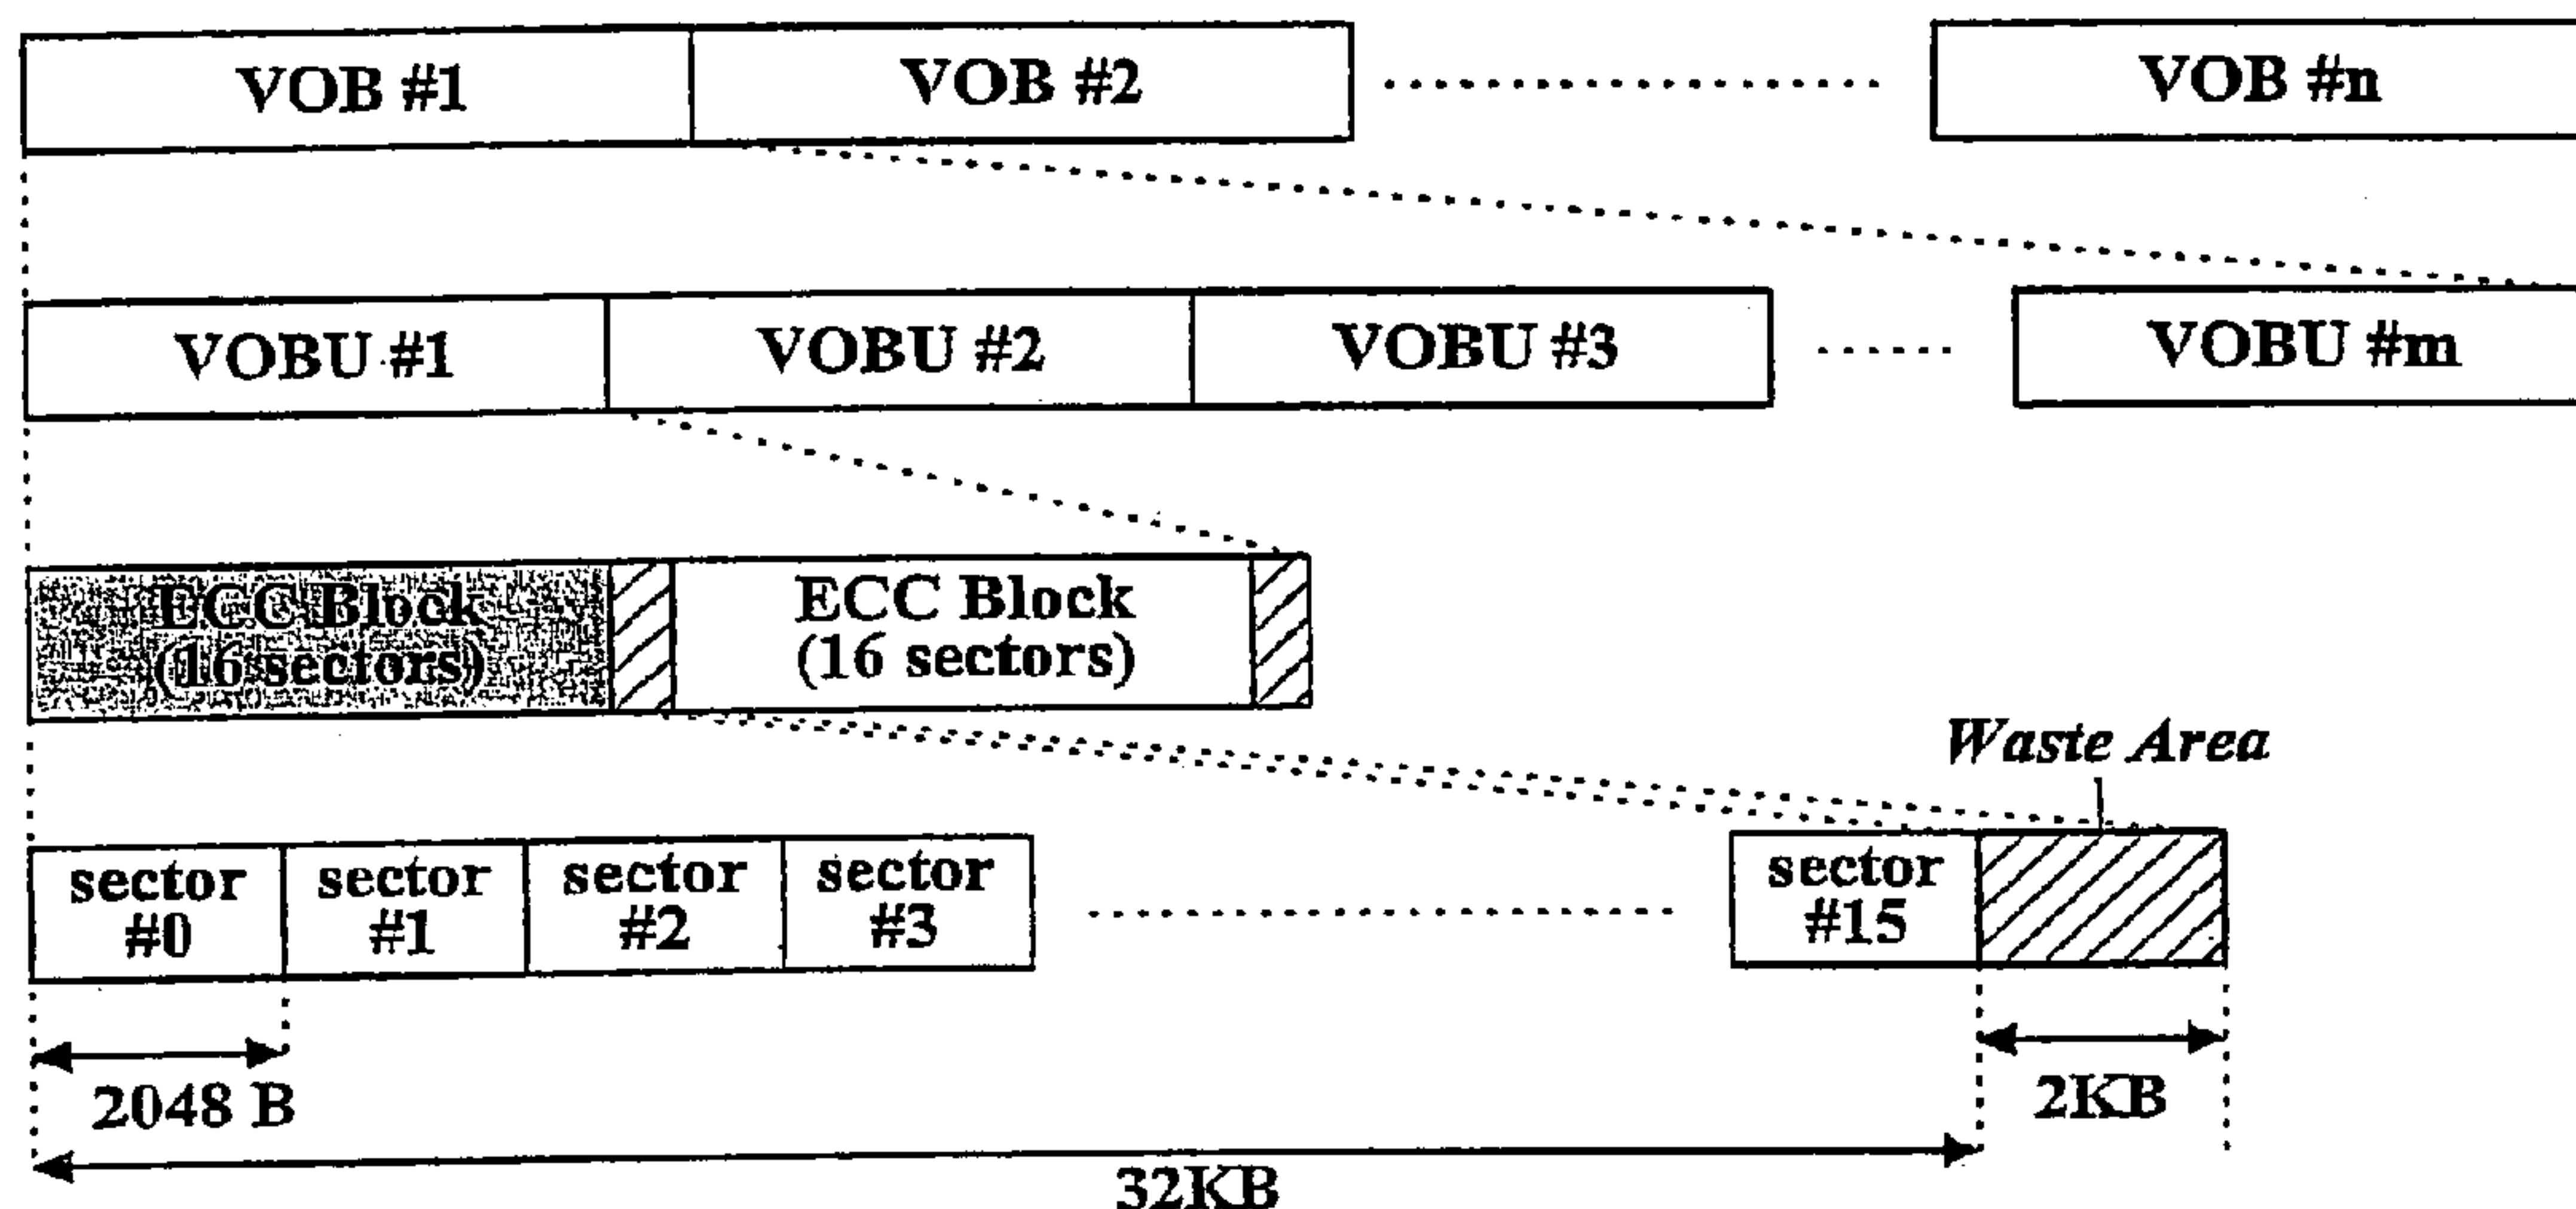 VOB #1
VOB #2
VOB #n
VOBU #1
VOBU #2
VOBU #3
VOBU #m
ECC Block
(16 sectors)
ECC Block
(16 sectors)
Waste Area
sector
#0
sector
#1
sector
#2
sector
#3
sector
#15
2048 B
2KB
32KB